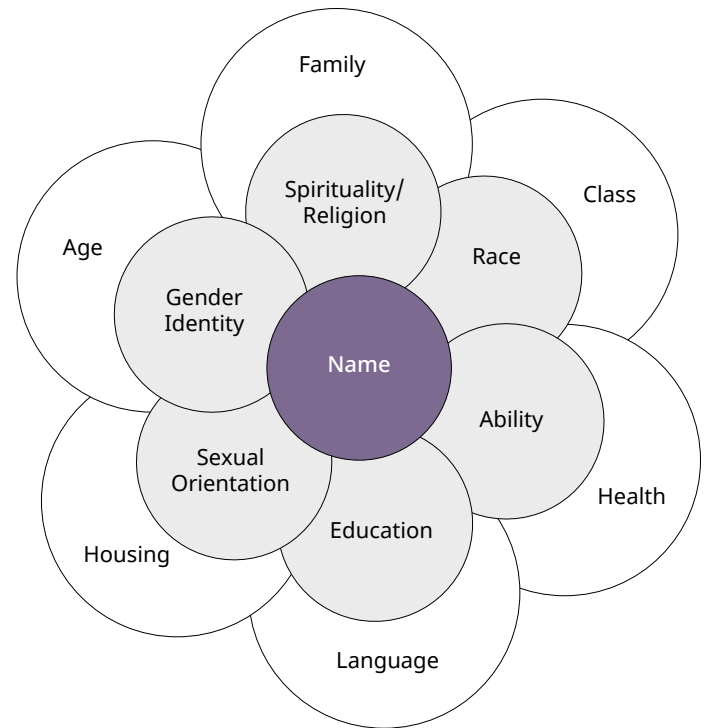 Family
Class
Spirituality/
Religion
Age
Race
Gender
Identity
Name
Ability
Sexual
Orientation
Health
Education
Housing
Language